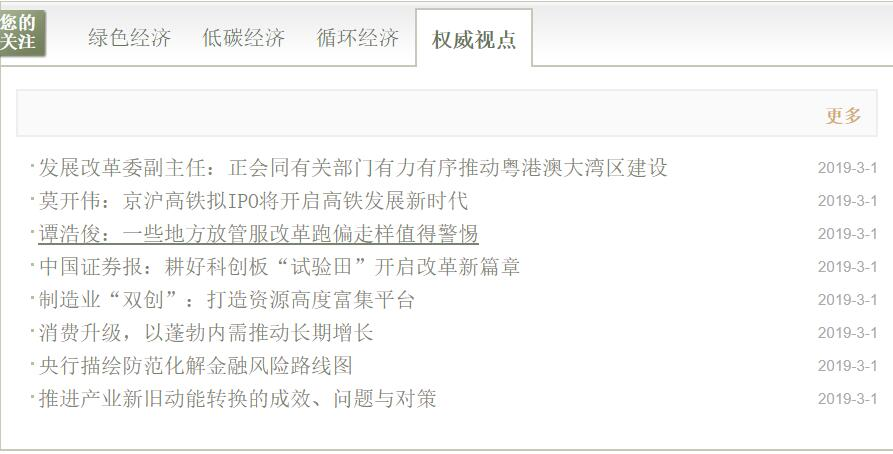 您的
关注
绿色经济 低碳经济 循环经济 权威视点
更多
发展改革委副主任：正会同有关部门有力有序推动粤港澳大湾区建设 2019-3-1
莫开伟：京沪高铁拟IPO将开启高铁发展新时代 2019-3-1
谭浩俊：一些地方放管服改革跑偏走样值得警惕 2019-3-1
中国证券报：耕好科创板“试验田”开启改革新篇章 2019-3-1
制造业“双创”：打造资源高度富集平台 2019-3-1
消费升级，以蓬勃内需推动长期增长 2019-3-1
央行描绘防范化解金融风险路线图 2019-3-1
推进产业新旧动能转换的成效、问题与对策 2019-3-1